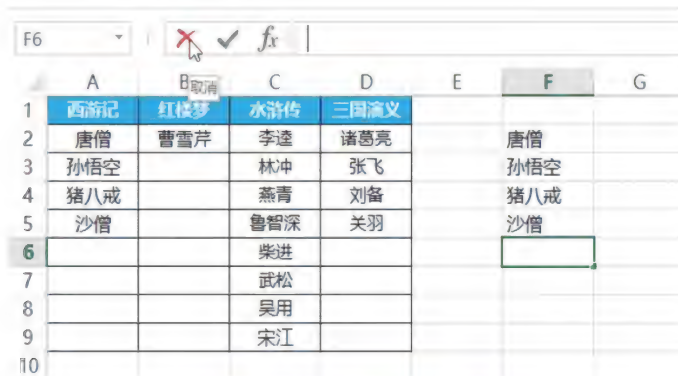 F6 fx
取消
A B C D E F G
1 西游记 红楼梦 水浒传 三国演义
2 唐僧 曹雪芹 李逵 诸葛亮 唐僧
3 孙悟空 林冲 张飞 孙悟空
4 猪八戒 燕青 刘备 猪八戒
5 沙僧 鲁智深 关羽 沙僧
6 柴进
7 武松
8 吴用
9 宋江
10